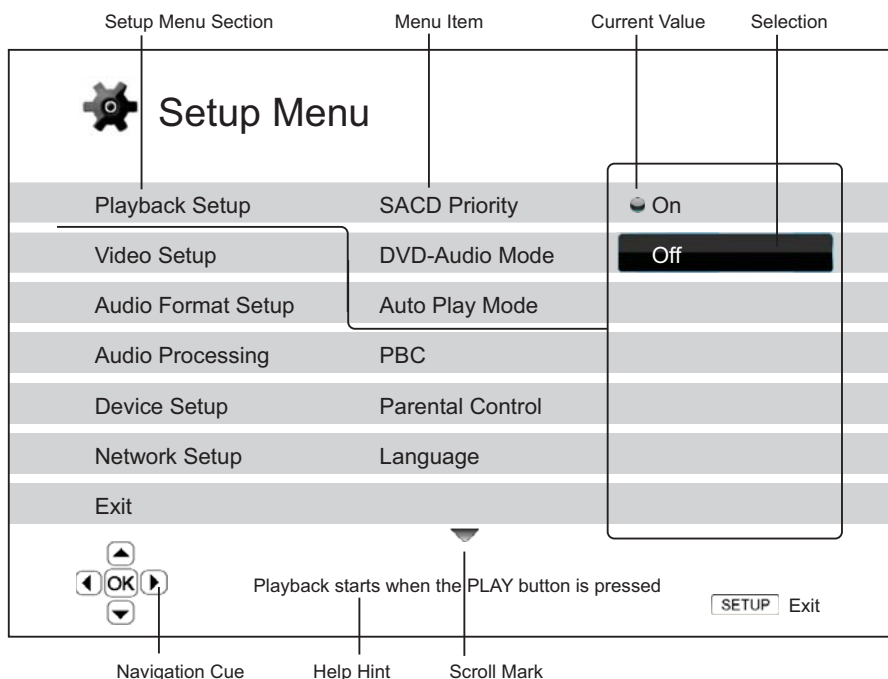 Setup Menu Section Menu Item Current Value Selection
Setup Menu
Playback Setup SACD Priority On
Video Setup DVD-Audio Mode Off
Audio Format Setup Auto Play Mode
Audio Processing PBC
Device Setup Parental Control
Network Setup Language
Exit
OK
Playback starts when the PLAY button is pressed
SETUP Exit
Navigation Cue Help Hint Scroll Mark